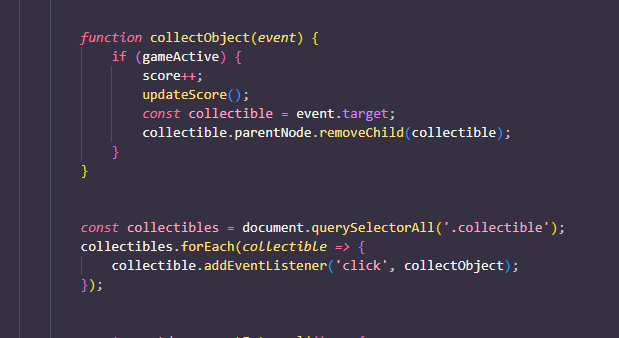 function collectObject(event) {
if (gameActive) {
score++;
updateScore();
const collectible = event.target;
collectible.parentNode.removeChild(collectible);
}
}
const collectibles = document.querySelectorAll('.collectible');
collectibles.forEach(collectible => {
collectible.addEventListener('click', collectObject);
});